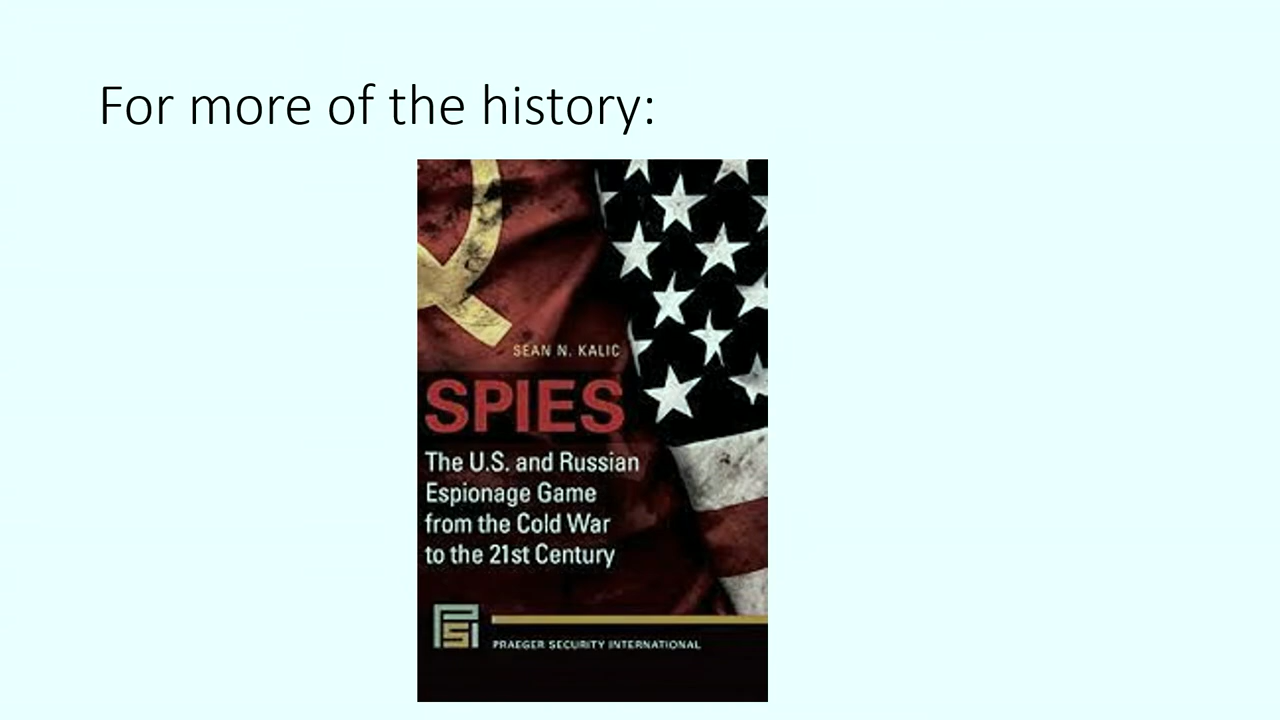 For more of the history:
SEAN N. KALIC
SPIES
The U.S. and Russian
Espionage Game
from the Cold War
to the 21st Century
PSI
PRAEGER SECURITY INTERNATIONAL